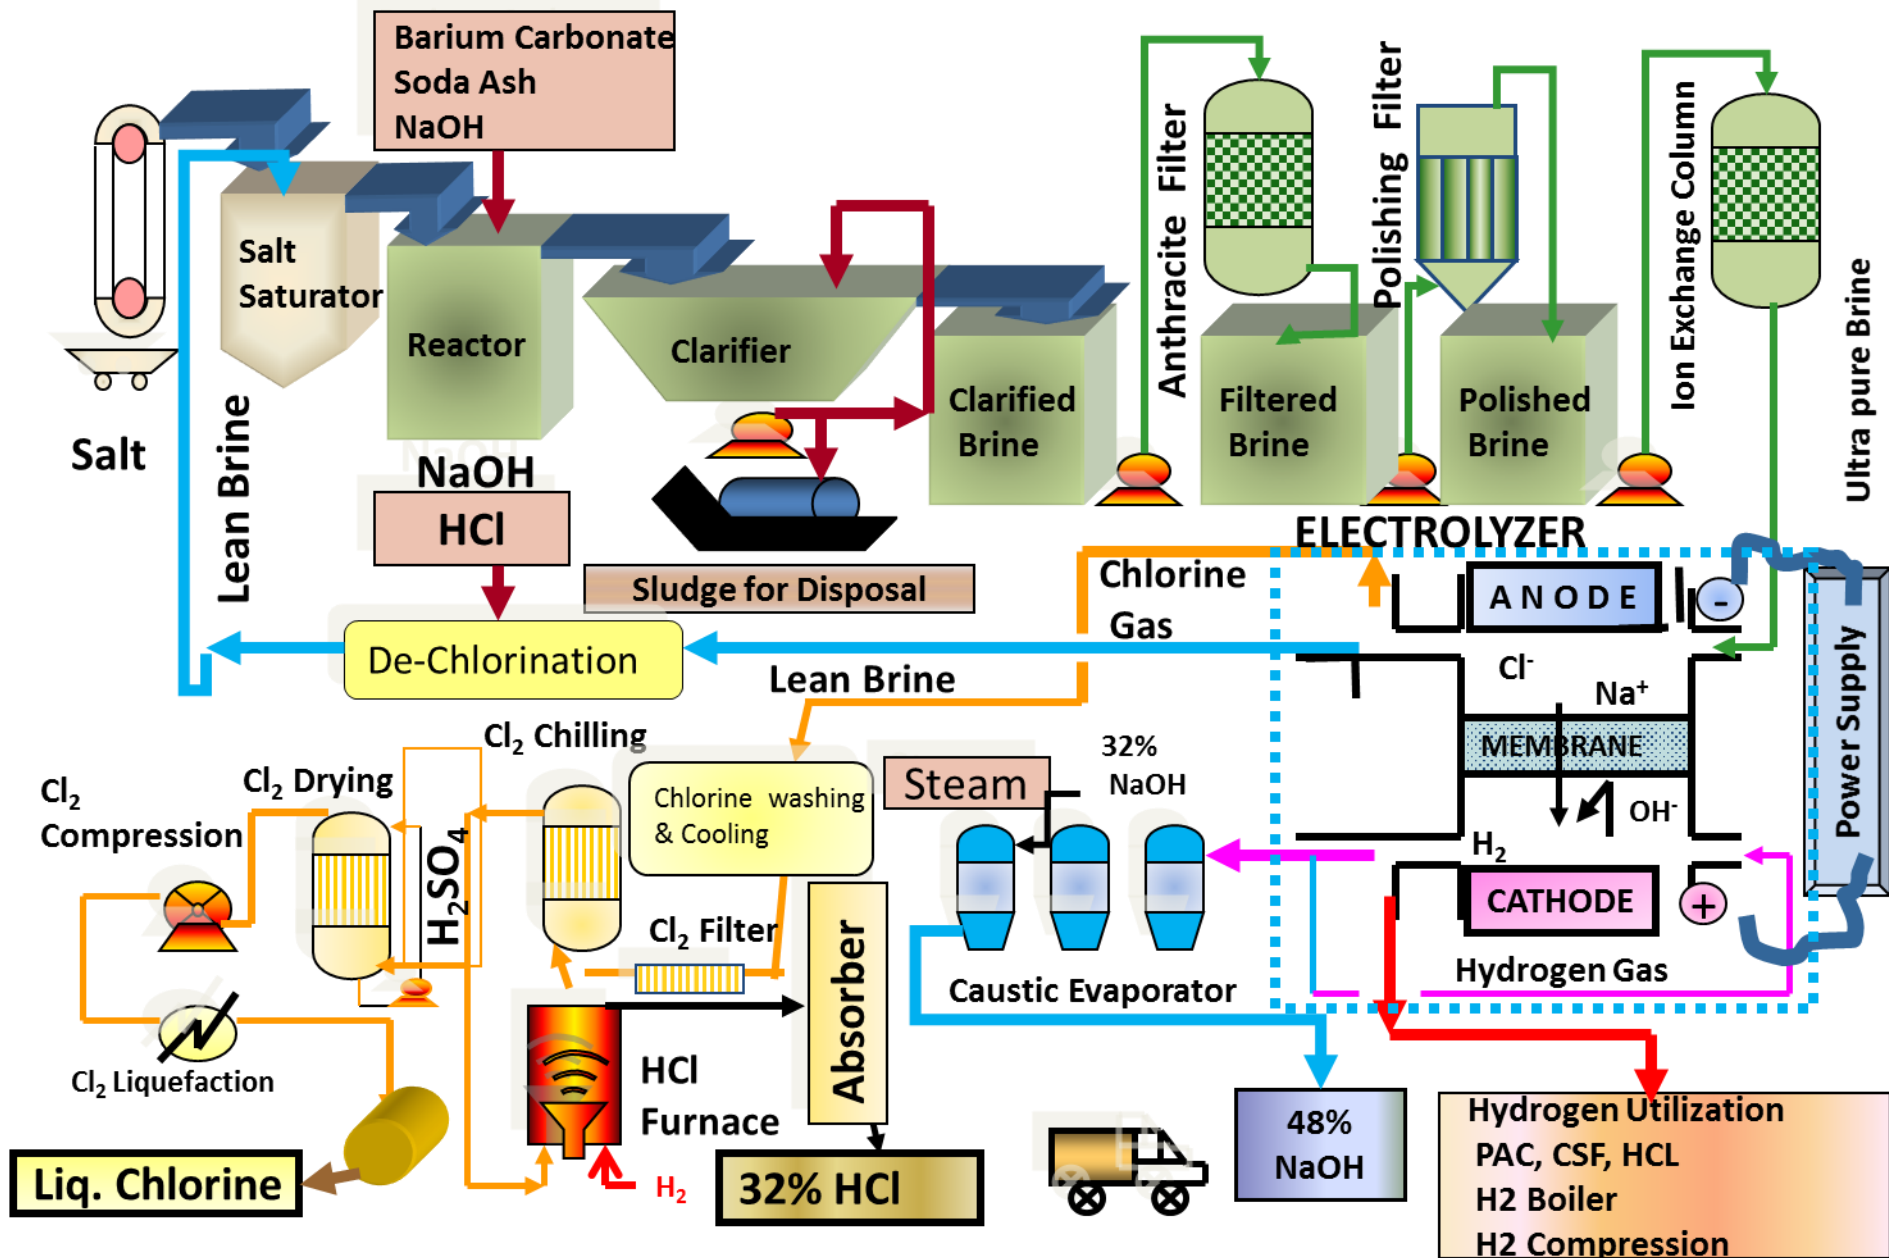 Barium Carbonate
Soda Ash
NaOH
Salt
Saturator
Reactor
Clarifier
Clarified
Brine
Anthracite Filter
Filtered
Brine
Polishing Filter
Polished
Brine
Ion Exchange Column
Ultra pure Brine
Salt
Lean Brine
NaOH
NaOH
HCl
Sludge for Disposal
De-Chlorination
Lean Brine
Chlorine
Gas
ELECTROLYZER
ANODE
-
Cl⁻
Na⁺
MEMBRANE
OH⁻
H₂
CATHODE
+
Power Supply
Hydrogen Gas
Cl₂ Chilling
Cl₂ Drying
Cl₂
Compression
H₂SO₄
Chlorine washing
& Cooling
Steam
32%
NaOH
Cl₂ Filter
Absorber
Caustic Evaporator
Cl₂ Liquefaction
HCl
Furnace
H₂
Liq. Chlorine
32% HCl
48%
NaOH
Hydrogen Utilization
PAC, CSF, HCL
H2 Boiler
H2 Compression